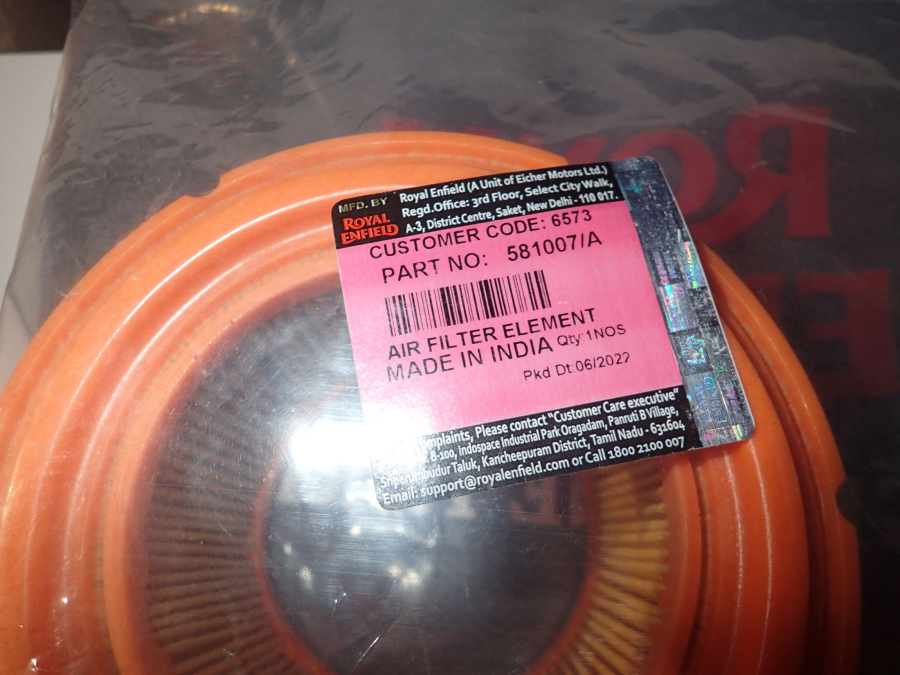 MFD. BY
ROYAL
ENFIELD
Royal Enfield (A Unit of Eicher Motors Ltd.)
Regd.Office: 3rd Floor, Select City Walk,
A-3, District Centre, Saket, New Delhi - 110 017.
CUSTOMER CODE: 6573
PART NO: 581007/A
AIR FILTER ELEMENT
MADE IN INDIA Qty:1NOS
Pkd Dt:06/2022
Please contact "Customer Care executive"
B-100, Indospace Industrial Park Oragadam, Panruti B Village,
Sriperumbudur Taluk, Kancheepuram District, Tamil Nadu - 631604
Email: support@royalenfield.com or Call 1800 2100 007